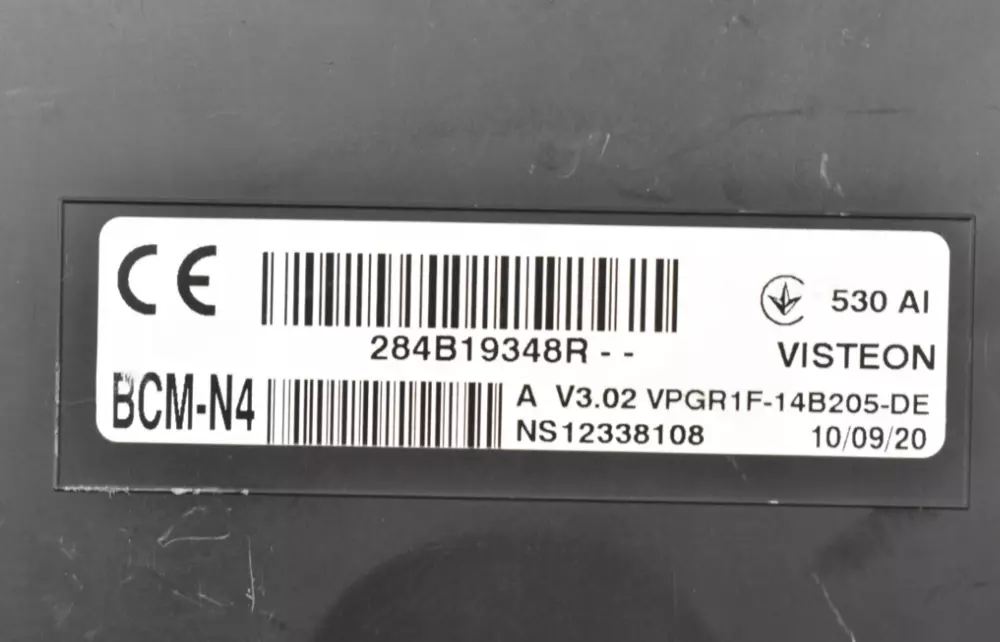 CE
284B19348R - -
530 AI
VISTEON
BCM-N4
A V3.02 VPGR1F-14B205-DE
NS12338108 10/09/20